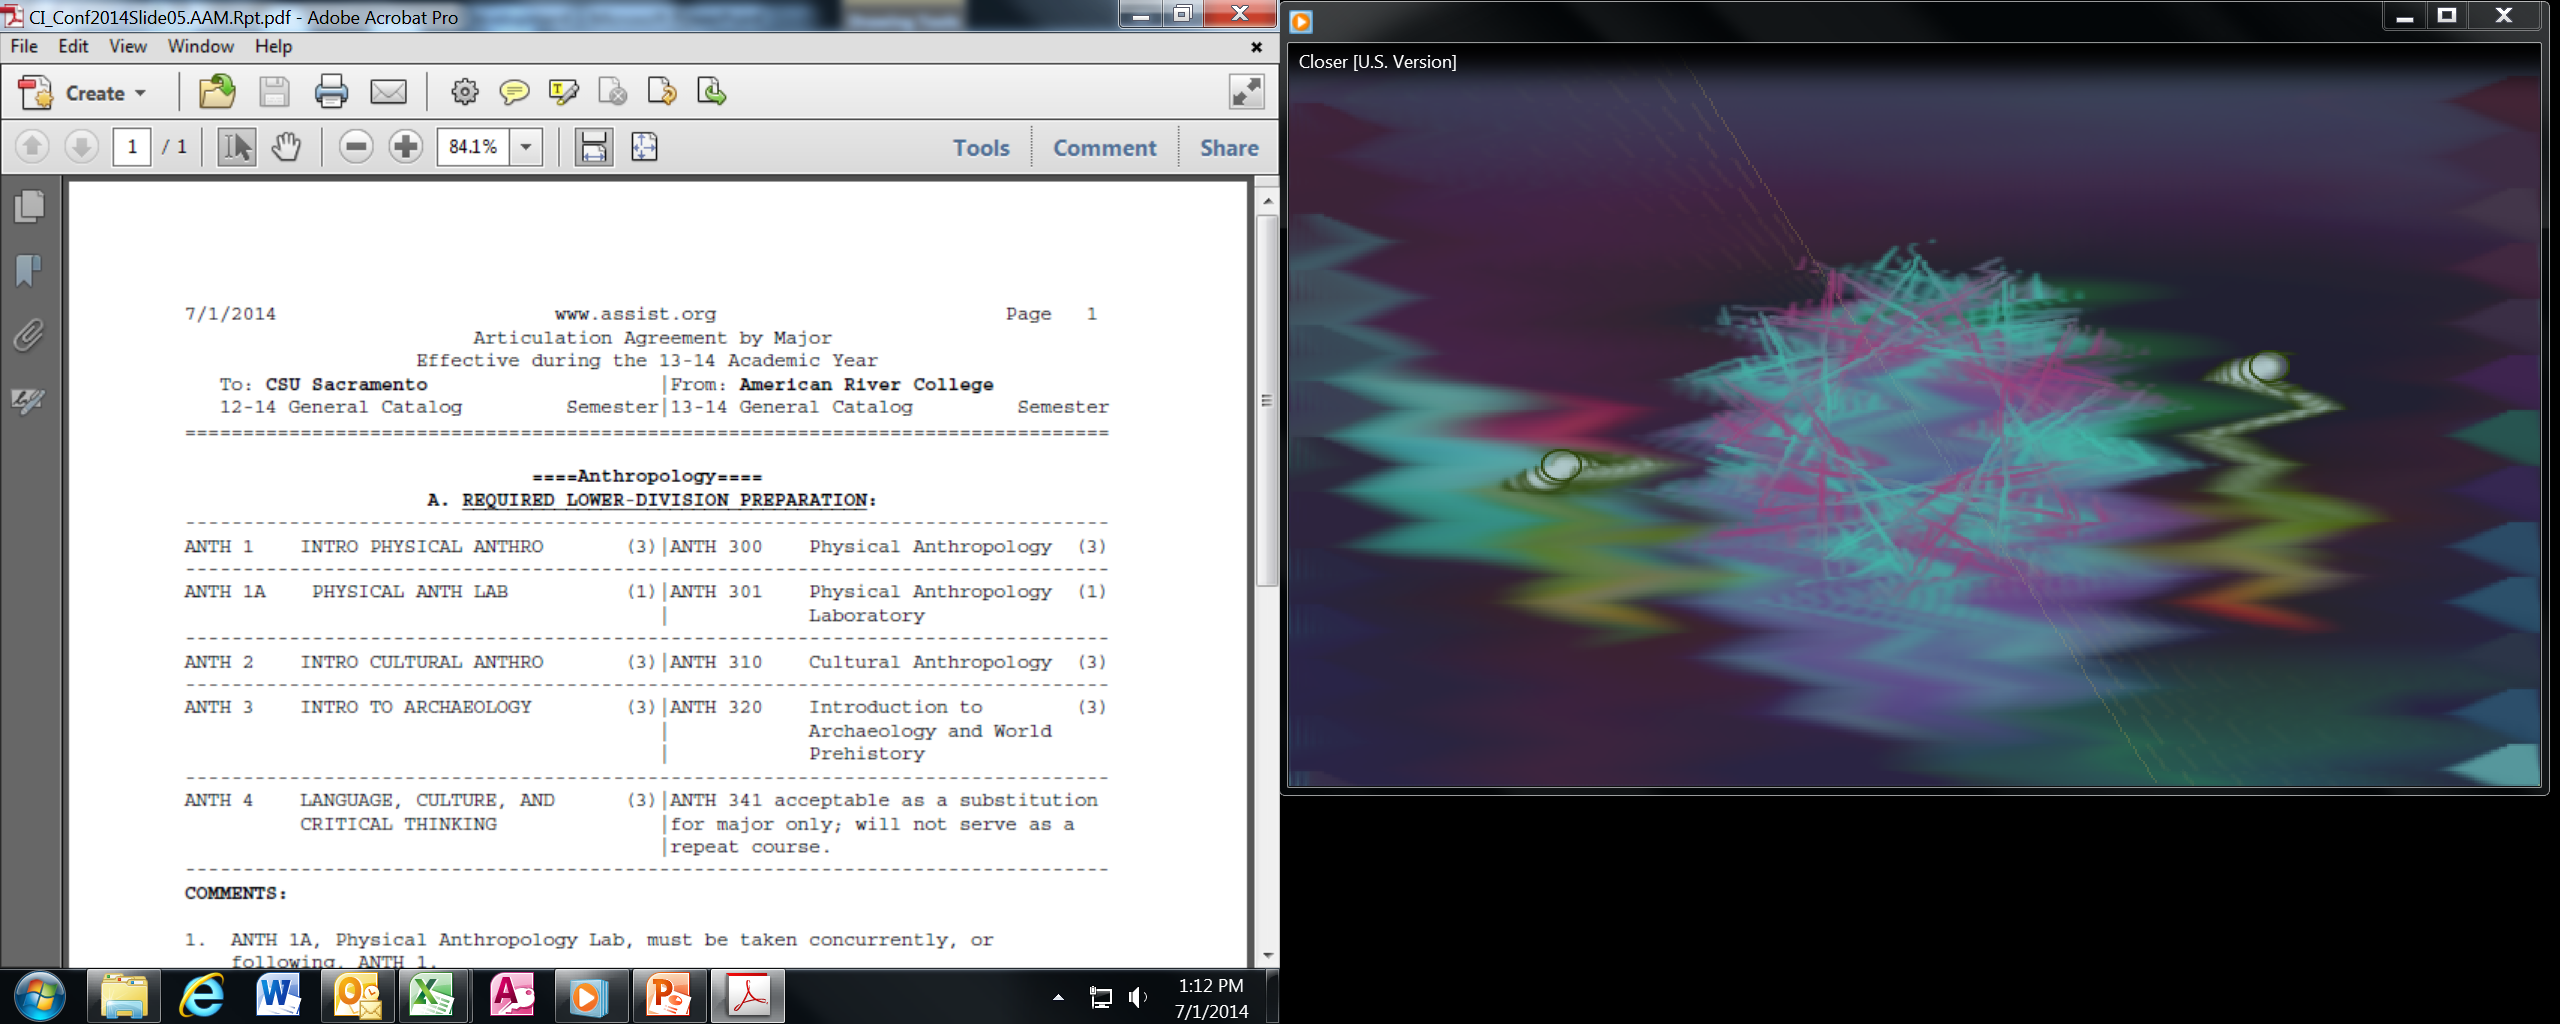 CI_Conf2014Slide05.AAM.Rpt.pdf - Adobe Acrobat Pro
File Edit View Window Help
Create
1 / 1 84.1% Tools Comment Share
7/1/2014 www.assist.org Page 1
Articulation Agreement by Major
Effective during the 13-14 Academic Year
To: CSU Sacramento |From: American River College
12-14 General Catalog Semester|13-14 General Catalog Semester
================================================================================
====Anthropology====
A. REQUIRED LOWER-DIVISION PREPARATION:
--------------------------------------------------------------------------------
ANTH 1 INTRO PHYSICAL ANTHRO (3)|ANTH 300 Physical Anthropology (3)
--------------------------------------------------------------------------------
ANTH 1A PHYSICAL ANTH LAB (1)|ANTH 301 Physical Anthropology (1)
| Laboratory
--------------------------------------------------------------------------------
ANTH 2 INTRO CULTURAL ANTHRO (3)|ANTH 310 Cultural Anthropology (3)
--------------------------------------------------------------------------------
ANTH 3 INTRO TO ARCHAEOLOGY (3)|ANTH 320 Introduction to (3)
| Archaeology and World
| Prehistory
--------------------------------------------------------------------------------
ANTH 4 LANGUAGE, CULTURE, AND (3)|ANTH 341 acceptable as a substitution
CRITICAL THINKING |for major only; will not serve as a
|repeat course.
--------------------------------------------------------------------------------
COMMENTS:
1. ANTH 1A, Physical Anthropology Lab, must be taken concurrently, or
following, ANTH 1.
1:12 PM
7/1/2014
Closer [U.S. Version]